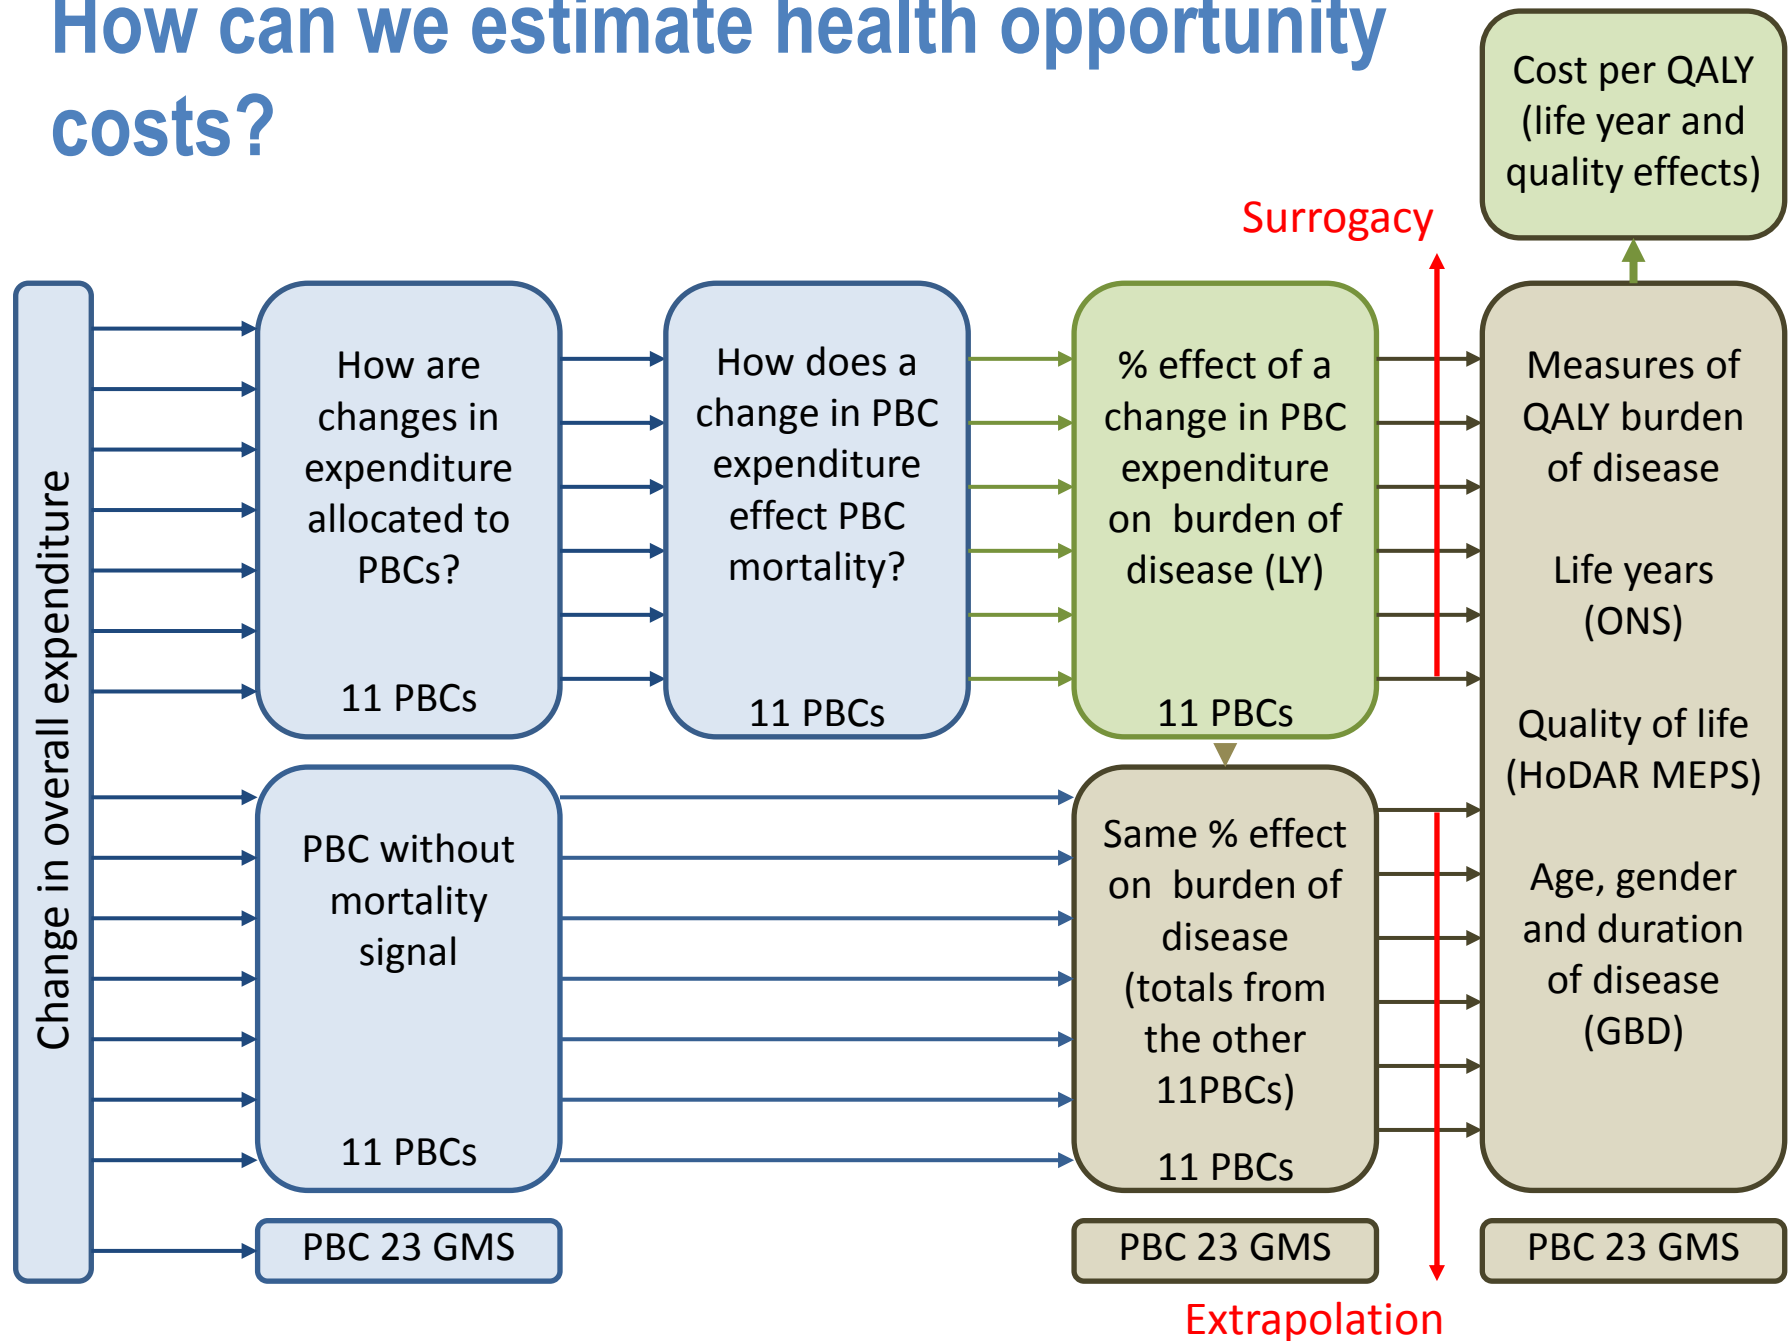 How can we estimate health opportunity
costs?
Cost per QALY
(life year and
quality effects)
Surrogacy
Change in overall expenditure
How are
changes in
expenditure
allocated to
PBCs?
11 PBCs
How does a
change in PBC
expenditure
effect PBC
mortality?
11 PBCs
% effect of a
change in PBC
expenditure
on burden of
disease (LY)
11 PBCs
Measures of
QALY burden
of disease
Life years
(ONS)
Quality of life
(HoDAR MEPS)
Age, gender
and duration
of disease
(GBD)
PBC without
mortality
signal
11 PBCs
Same % effect
on burden of
disease
(totals from
the other
11PBCs)
11 PBCs
PBC 23 GMS
PBC 23 GMS
PBC 23 GMS
Extrapolation